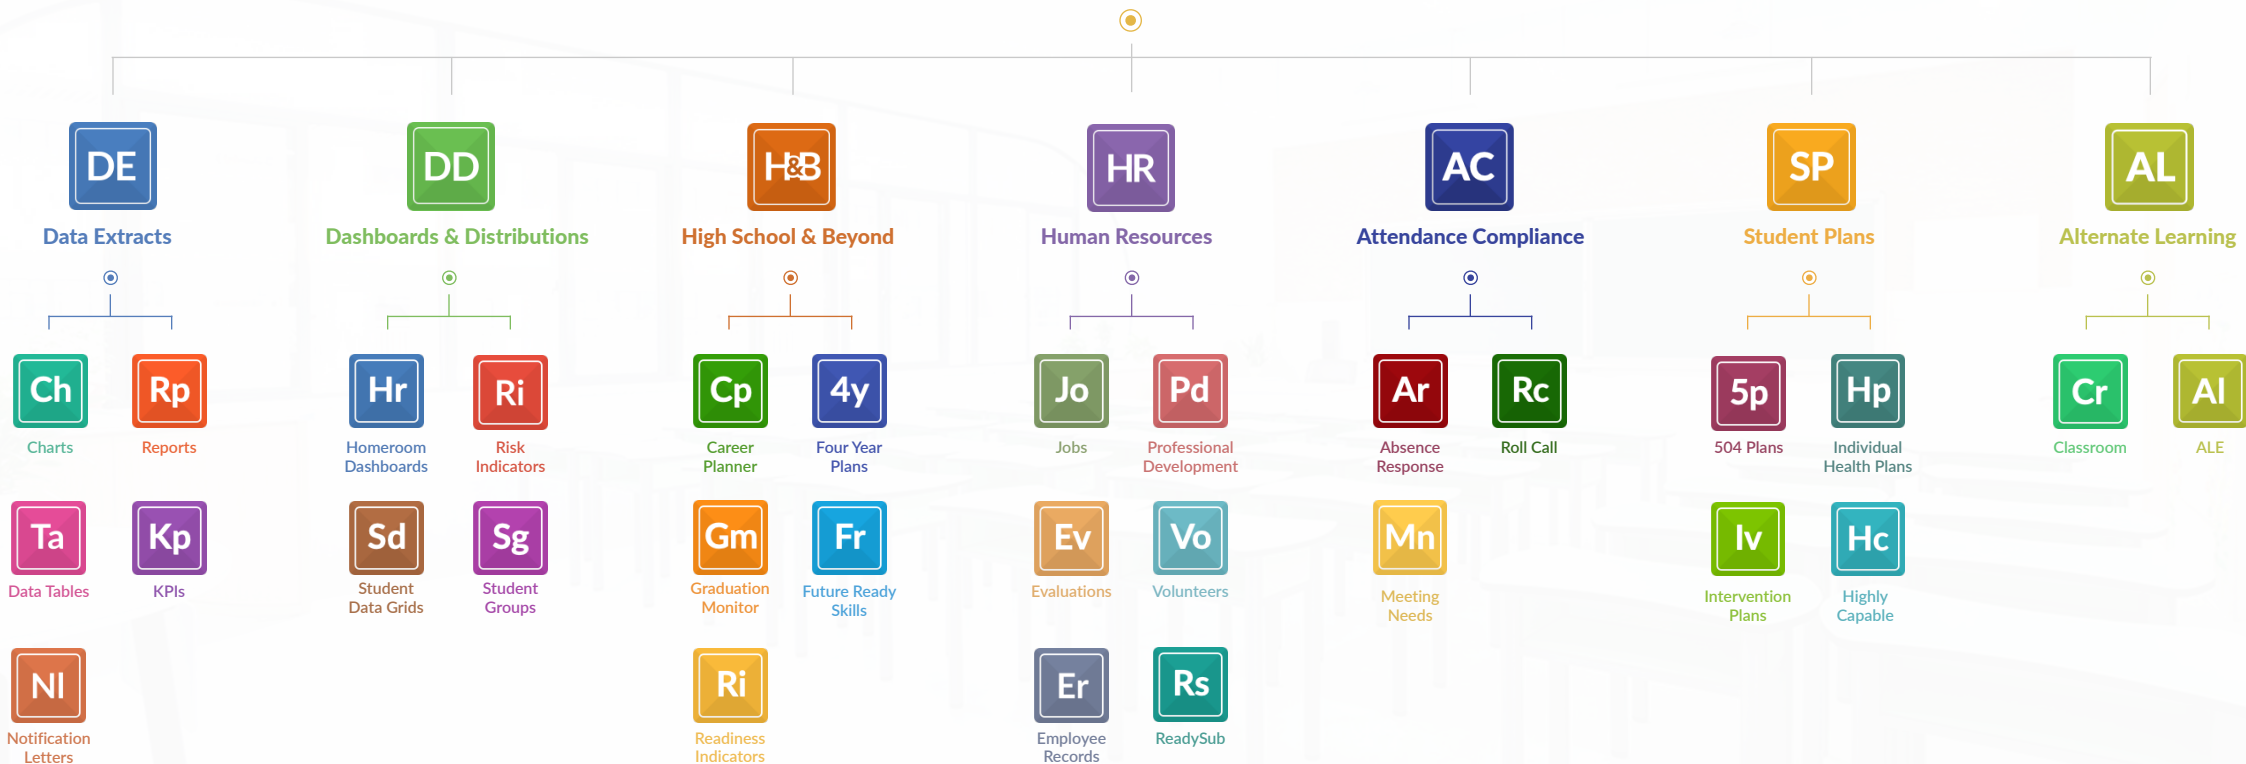 DE
DD
H&B
HR
AC
SP
AL
Data Extracts
Dashboards & Distributions
High School & Beyond
Human Resources
Attendance Compliance
Student Plans
Alternate Learning
Ch
Rp
Charts
Reports
Ta
Kp
Data Tables
KPIs
Nl
Notification
Letters
Hr
Ri
Homeroom
Dashboards
Risk
Indicators
Sd
Sg
Student
Data Grids
Student
Groups
Cp
4y
Career
Planner
Four Year
Plans
Gm
Fr
Graduation
Monitor
Future Ready
Skills
Ri
Readiness
Indicators
Jo
Pd
Jobs
Professional
Development
Ev
Vo
Evaluations
Volunteers
Er
Rs
Employee
Records
ReadySub
Ar
Rc
Absence
Response
Roll Call
Mn
Meeting
Needs
5p
Hp
504 Plans
Individual
Health Plans
Iv
Hc
Intervention
Plans
Highly
Capable
Cr
Al
Classroom
ALE